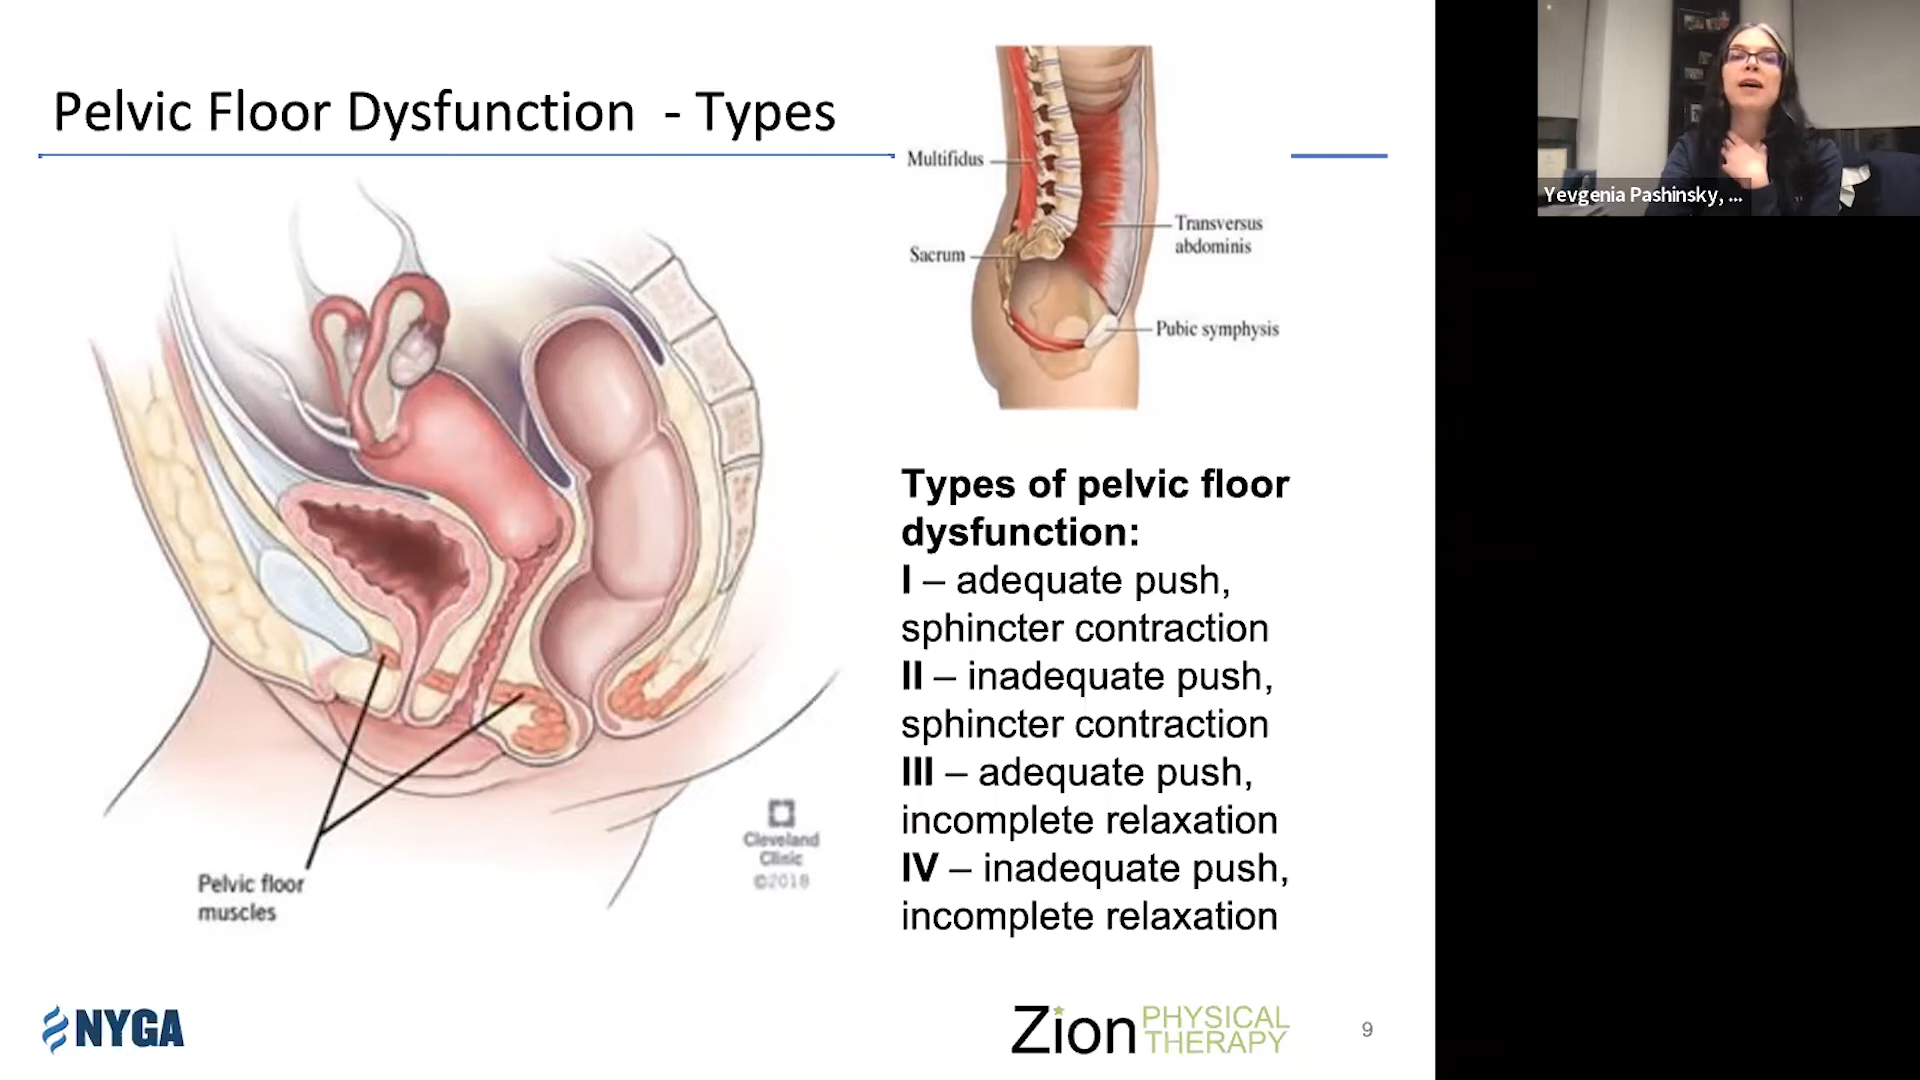 Pelvic Floor Dysfunction - Types
Multifidus
Sacrum
Transversus
abdominis
Pubic symphysis
Types of pelvic floor
dysfunction:
I – adequate push,
sphincter contraction
II – inadequate push,
sphincter contraction
III – adequate push,
incomplete relaxation
IV – inadequate push,
incomplete relaxation
Pelvic floor
muscles
Cleveland
Clinic
©2018
NYGA
Zion PHYSICAL
THERAPY
9
Yevgenia Pashinsky, ...